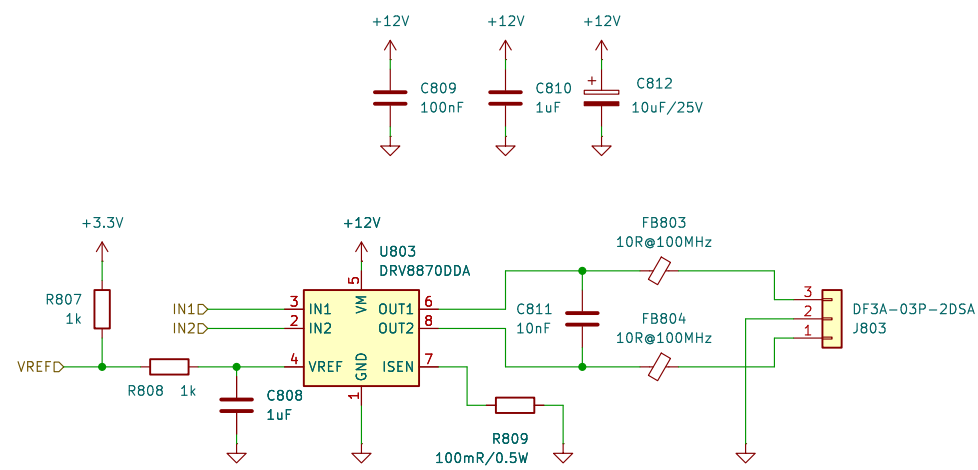 +12V
+12V
+12V
C809
100nF
C810
1uF
+
C812
10uF/25V
+3.3V
+12V
FB803
10R@100MHz
U803
DRV8870DDA
R807
1k
5
VM
IN1
3
IN1
OUT1
6
IN2
2
IN2
OUT2
8
C811
10nF
FB804
10R@100MHz
3
2
1
DF3A-03P-2DSA
J803
VREF
4
VREF
GND
ISEN
7
1
R808 1k
C808
1uF
R809
100mR/0.5W